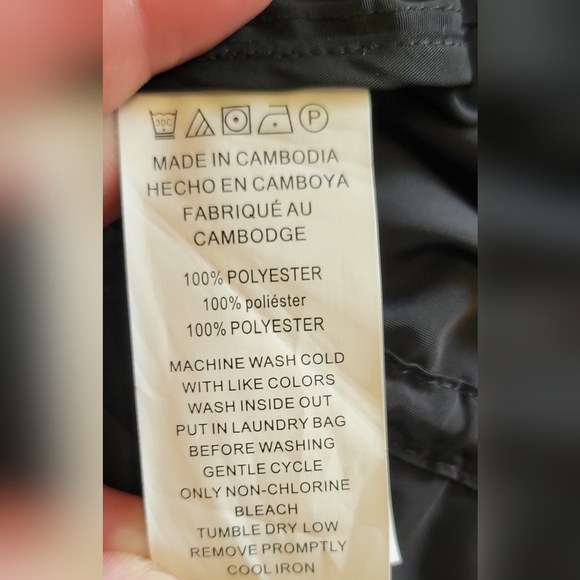 30C P
MADE IN CAMBODIA
HECHO EN CAMBOYA
FABRIQUÉ AU
CAMBODGE
100% POLYESTER
100% poliéster
100% POLYESTER
MACHINE WASH COLD
WITH LIKE COLORS
WASH INSIDE OUT
PUT IN LAUNDRY BAG
BEFORE WASHING
GENTLE CYCLE
ONLY NON-CHLORINE
BLEACH
TUMBLE DRY LOW
REMOVE PROMPTLY
COOL IRON